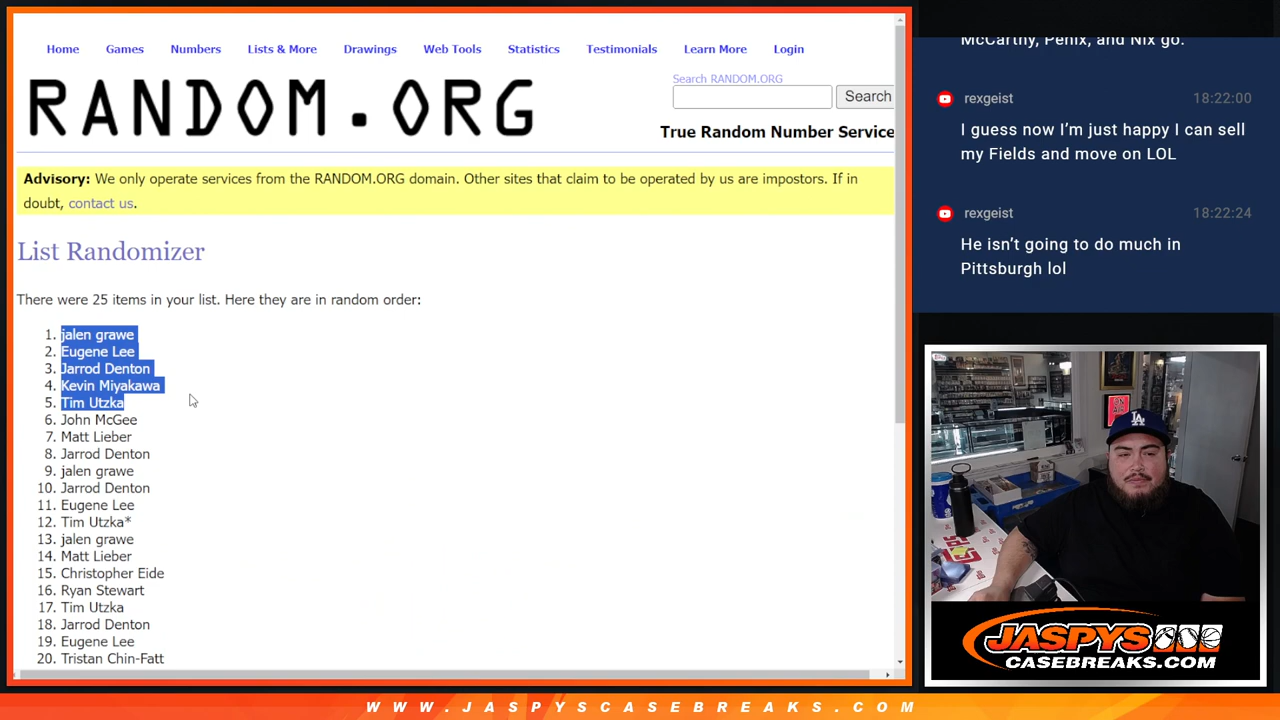 Home Games Numbers Lists & More Drawings Web Tools Statistics Testimonials Learn More Login
RANDOM.ORG
Search RANDOM.ORG
Search
True Random Number Service
Advisory: We only operate services from the RANDOM.ORG domain. Other sites that claim to be operated by us are impostors. If in
doubt, contact us.
List Randomizer
There were 25 items in your list. Here they are in random order:
1. jalen grawe
2. Eugene Lee
3. Jarrod Denton
4. Kevin Miyakawa
5. Tim Utzka
6. John McGee
7. Matt Lieber
8. Jarrod Denton
9. jalen grawe
10. Jarrod Denton
11. Eugene Lee
12. Tim Utzka*
13. jalen grawe
14. Matt Lieber
15. Christopher Eide
16. Ryan Stewart
17. Tim Utzka
18. Jarrod Denton
19. Eugene Lee
20. Tristan Chin-Fatt
McCarthy, Penix, and Nix go.
rexgeist 18:22:00
I guess now I'm just happy I can sell
my Fields and move on LOL
rexgeist 18:22:24
He isn't going to do much in
Pittsburgh lol
LA
JASPYS
CASEBREAKS.COM
WWW.JASPYSCASEBREAKS.COM